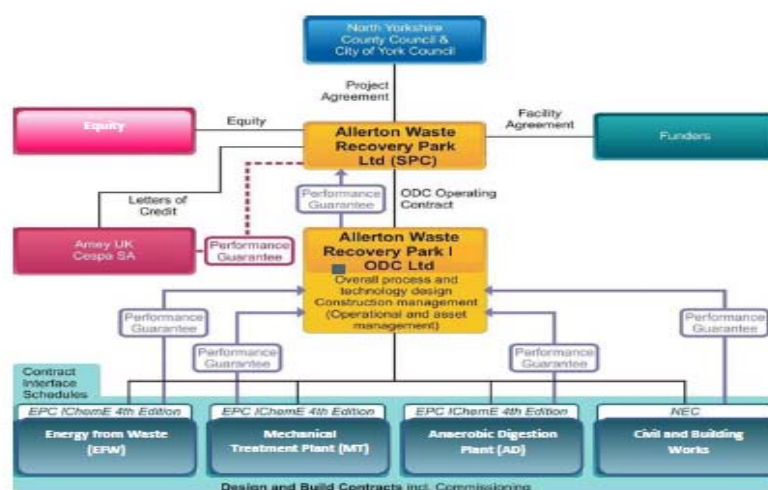 North Yorkshire
County Council &
City of York Council
Project
Agreement
Equity
Equity
Allerton Waste
Recovery Park
Ltd (SPC)
Facility
Agreement
Funders
Letters of
Credit
Performance
Guarantee
ODC Operating
Contract
Amey UK
Cespa SA
Performance
Guarantee
Allerton Waste
Recovery Park I
ODC Ltd
Overall process and
technology design
Construction management
(Operational and asset
management)
Performance
Guarantee
Performance
Guarantee
Performance
Guarantee
Performance
Guarantee
Contract
Interface
Schedules
EPC IChemE 4th Edition
EPC IChemE 4th Edition
EPC IChemE 4th Edition
NEC
Energy from Waste
(EFW)
Mechanical
Treatment Plant (MT)
Anaerobic Digestion
Plant (AD)
Civil and Building
Works
Design and Build Contracts incl. Commissioning